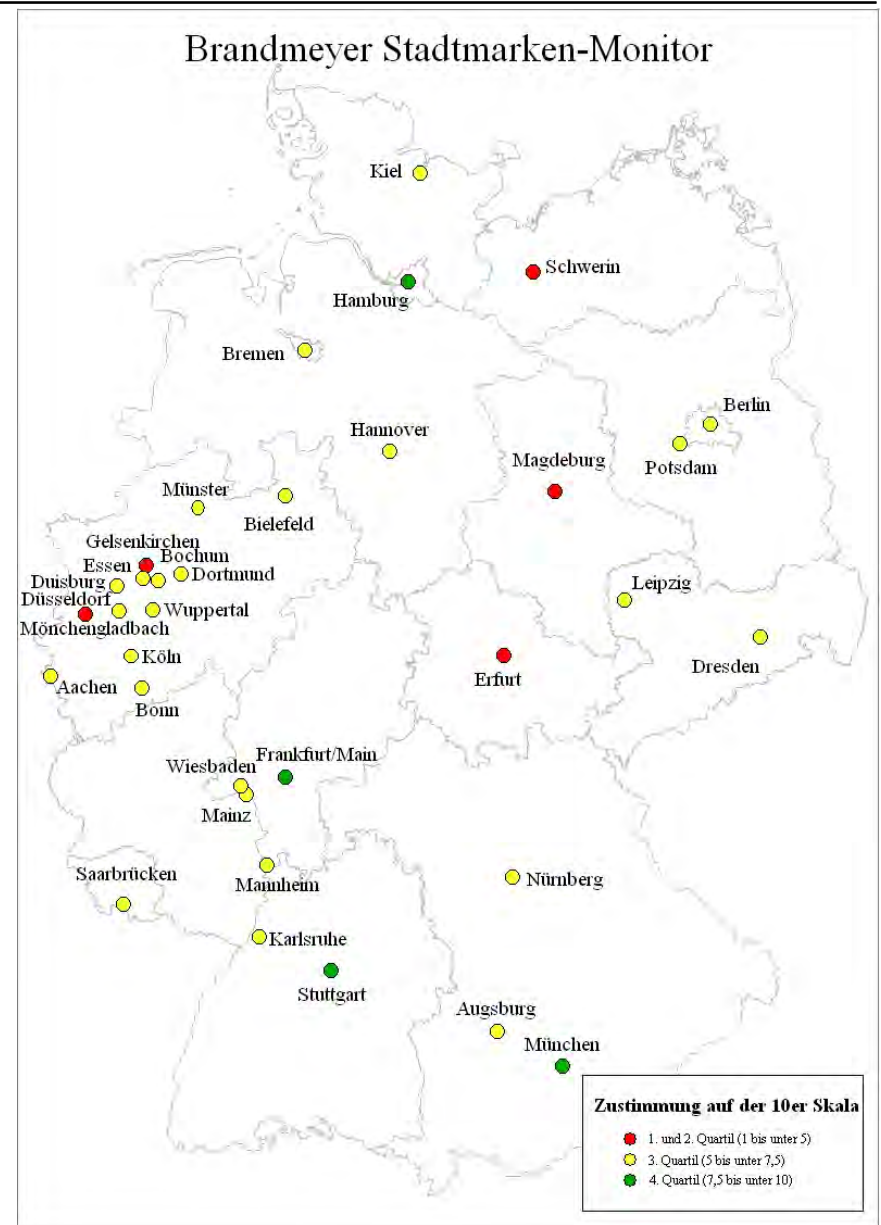 Brandmeyer Stadtmarken-Monitor
Kiel
Schwerin
Hamburg
Bremen
Berlin
Hannover
Potsdam
Magdeburg
Münster
Bielefeld
Gelsenkirchen
Bochum
Essen
Dortmund
Duisburg
Leipzig
Düsseldorf
Wuppertal
Mönchengladbach
Köln
Dresden
Erfurt
Aachen
Bonn
Frankfurt/Main
Wiesbaden
Mainz
Saarbrücken
Mannheim
Nürnberg
Karlsruhe
Stuttgart
Augsburg
München
Zustimmung auf der 10er Skala
1. und 2. Quartil (1 bis unter 5)
3. Quartil (5 bis unter 7,5)
4. Quartil (7,5 bis unter 10)